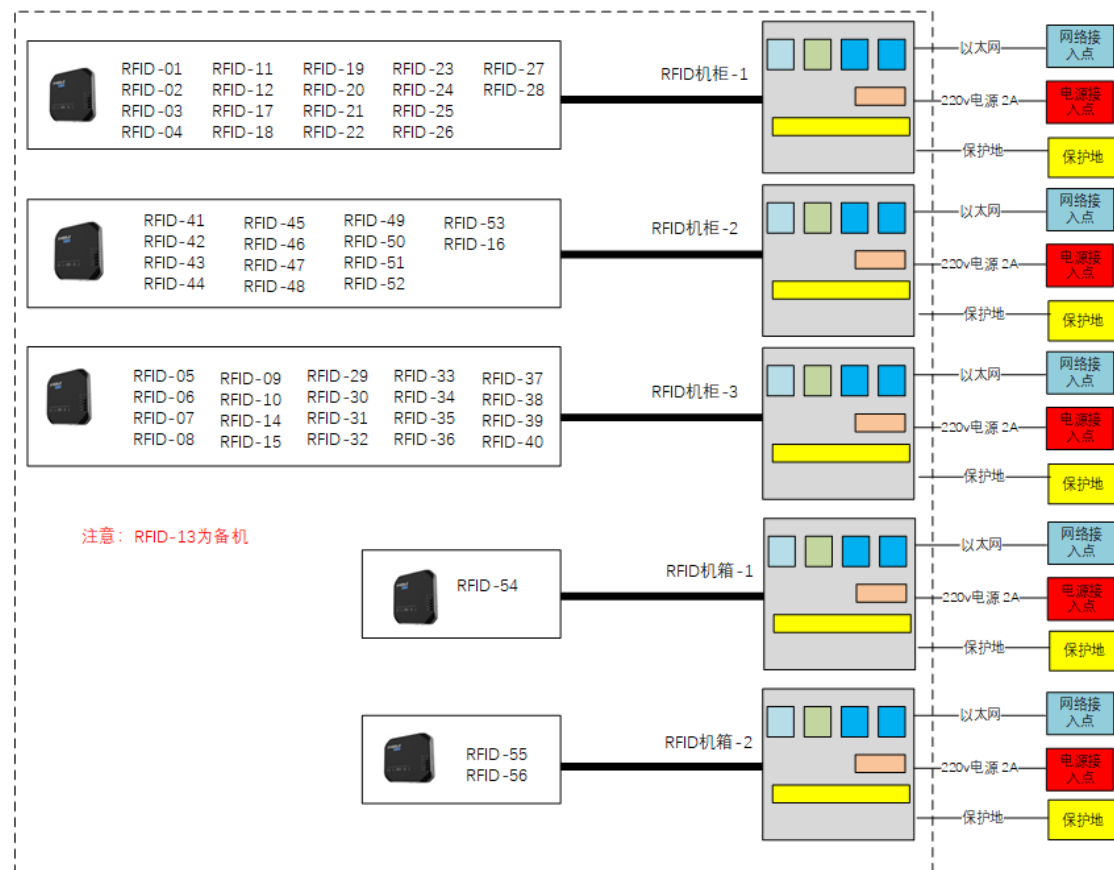 RFID-01 RFID-11 RFID-19 RFID-23 RFID-27
RFID-02 RFID-12 RFID-20 RFID-24 RFID-28
RFID-03 RFID-17 RFID-21 RFID-25
RFID-04 RFID-18 RFID-22 RFID-26
RFID机柜-1
以太网
网络接
入点
220v电源 2A
电源接
入点
保护地
保护地
RFID-41 RFID-45 RFID-49 RFID-53
RFID-42 RFID-46 RFID-50 RFID-16
RFID-43 RFID-47 RFID-51
RFID-44 RFID-48 RFID-52
RFID机柜-2
以太网
网络接
入点
220v电源 2A
电源接
入点
保护地
保护地
RFID-05 RFID-09 RFID-29 RFID-33 RFID-37
RFID-06 RFID-10 RFID-30 RFID-34 RFID-38
RFID-07 RFID-14 RFID-31 RFID-35 RFID-39
RFID-08 RFID-15 RFID-32 RFID-36 RFID-40
RFID机柜-3
以太网
网络接
入点
220v电源 2A
电源接
入点
保护地
保护地
注意：RFID-13为备机
RFID-54
RFID机箱-1
以太网
网络接
入点
220v电源 2A
电源接
入点
保护地
保护地
RFID-55
RFID-56
RFID机箱-2
以太网
网络接
入点
220v电源 2A
电源接
入点
保护地
保护地